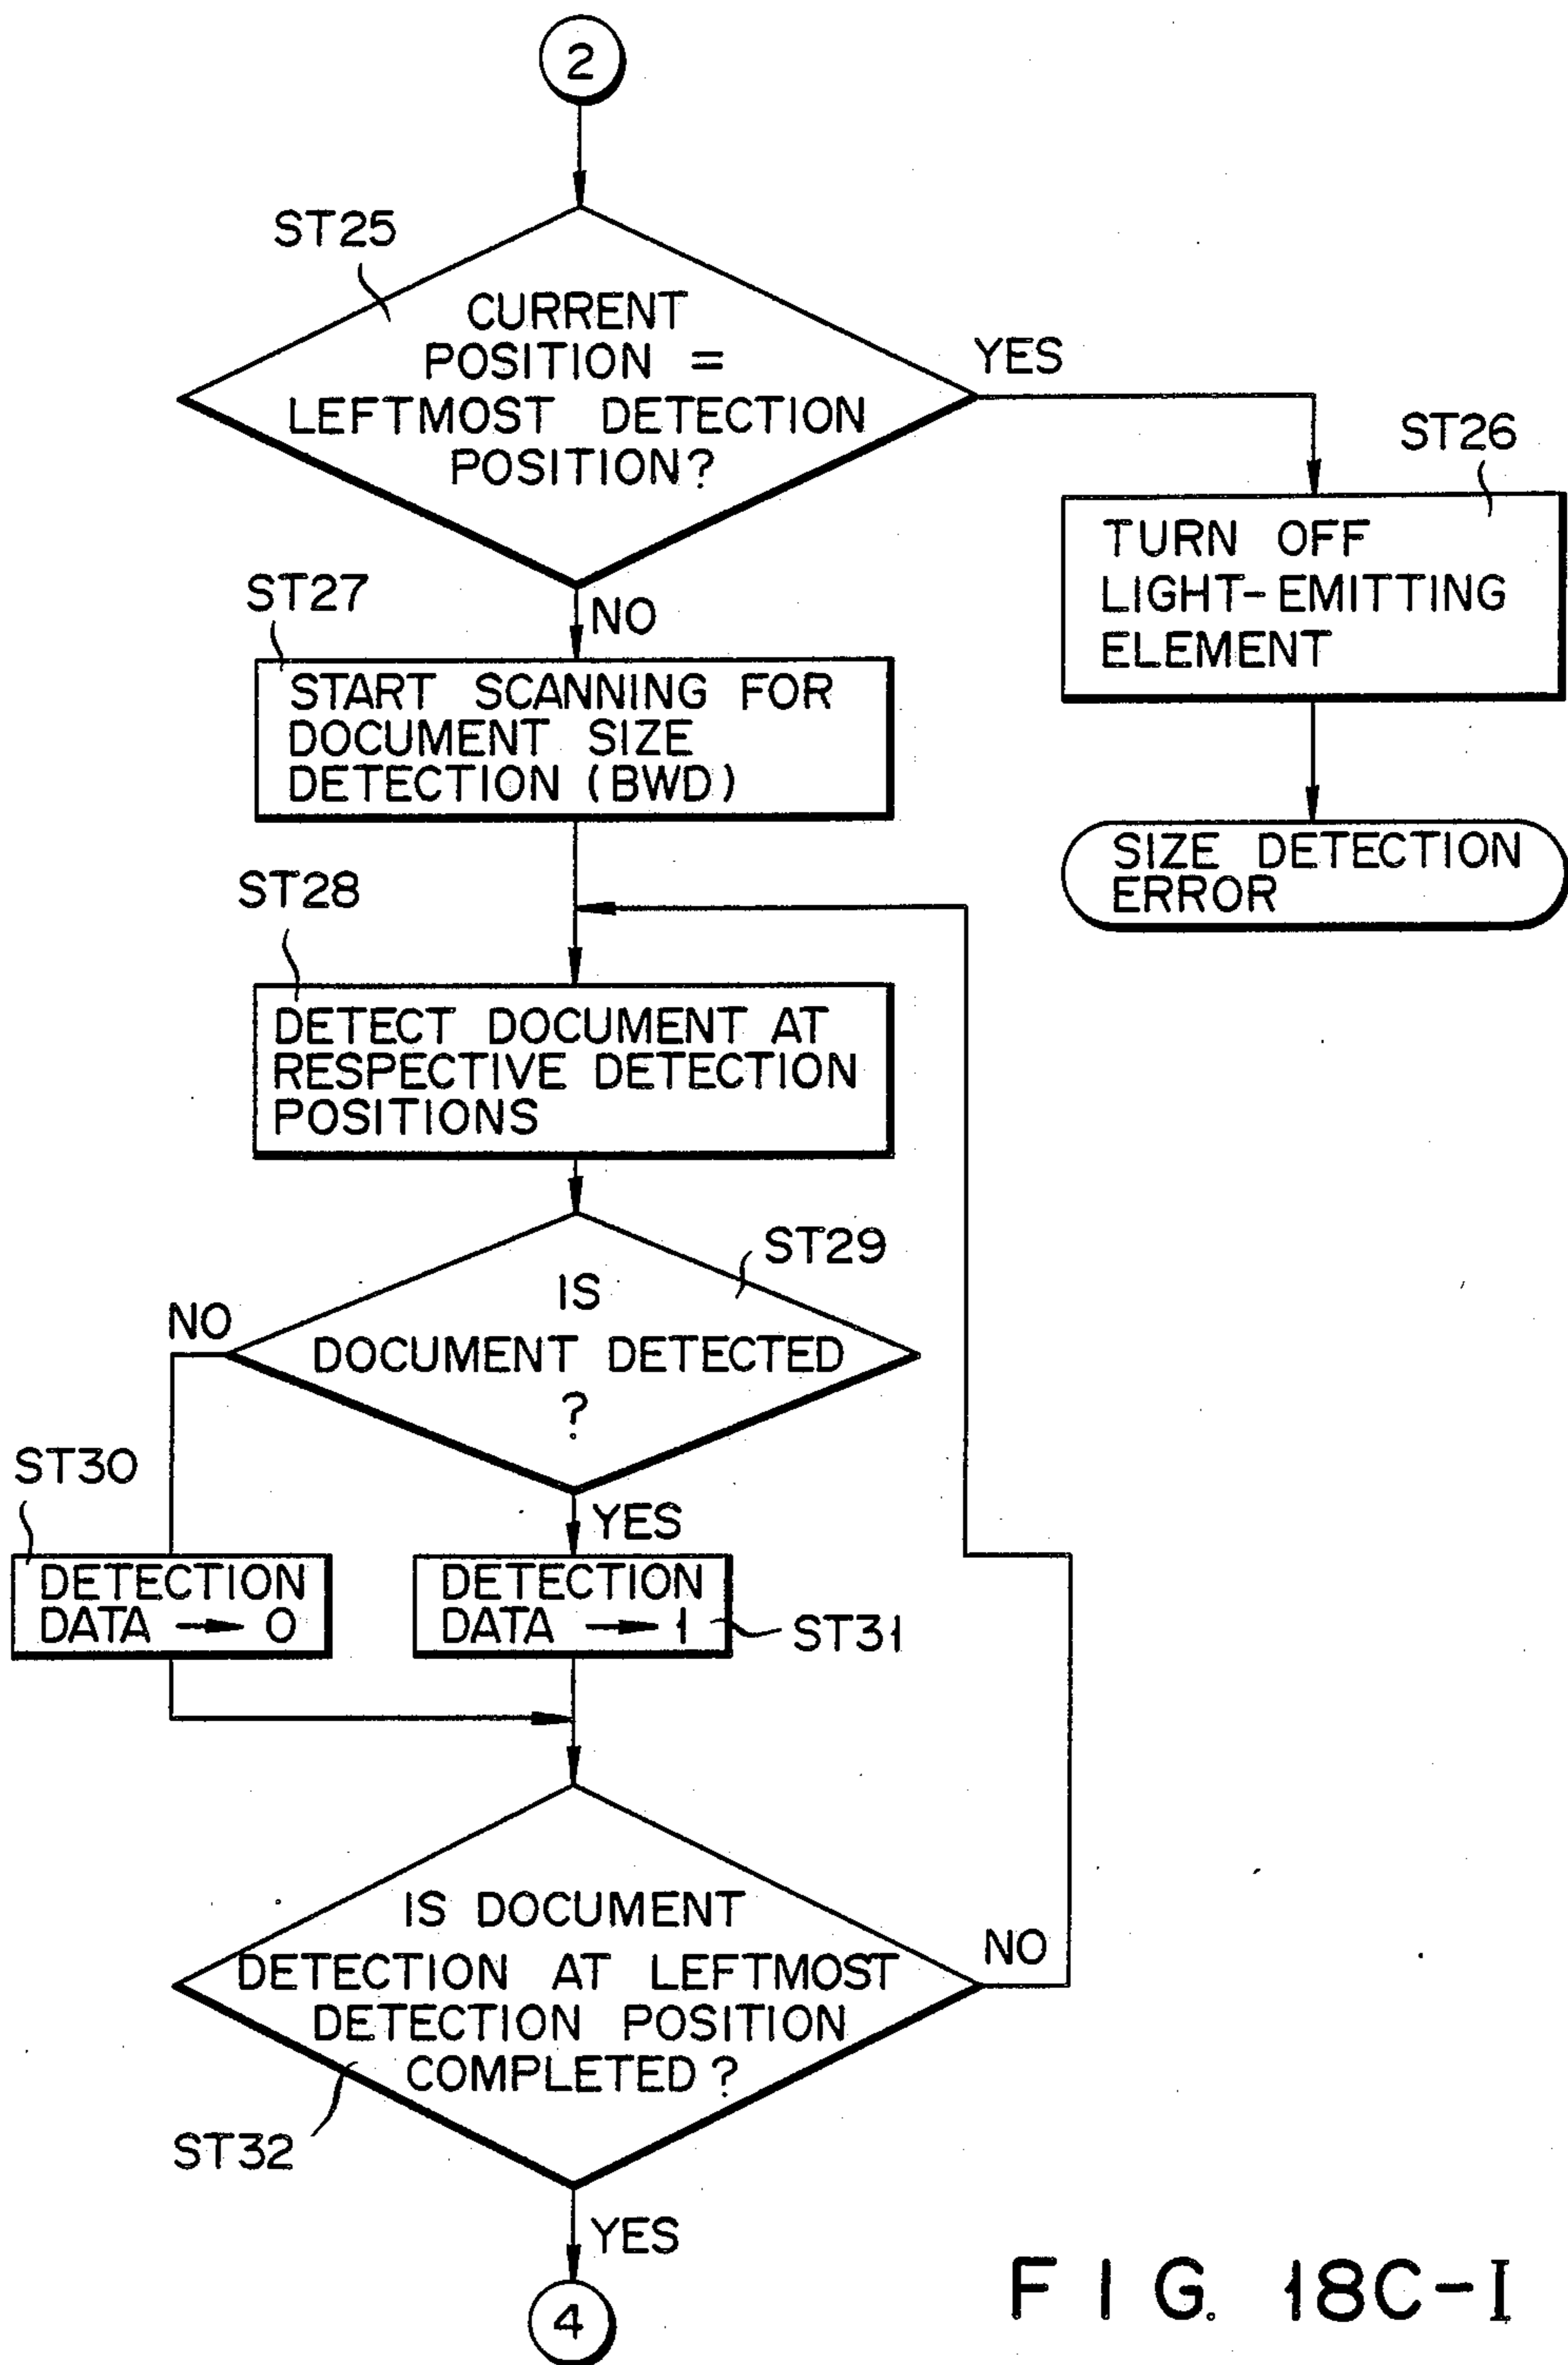 2
ST25
CURRENT
POSITION =
LEFTMOST DETECTION
POSITION?
YES
ST26
TURN OFF
LIGHT-EMITTING
ELEMENT
SIZE DETECTION
ERROR
NO
ST27
START SCANNING FOR
DOCUMENT SIZE
DETECTION (BWD)
ST28
DETECT DOCUMENT AT
RESPECTIVE DETECTION
POSITIONS
ST29
IS
DOCUMENT DETECTED
?
NO
ST30
DETECTION
DATA → 0
YES
DETECTION
DATA → 1
ST31
IS DOCUMENT
DETECTION AT LEFTMOST
DETECTION POSITION
COMPLETED?
NO
ST32
YES
4
FIG. 18C-I